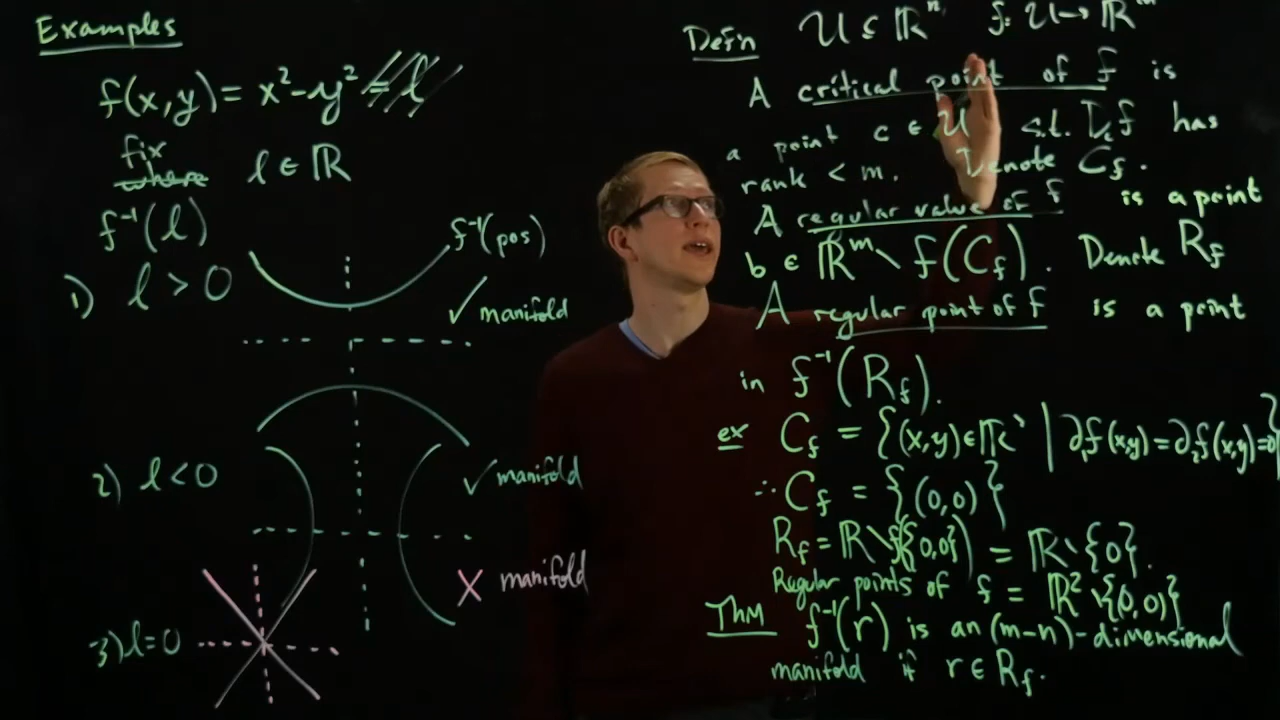 Examples
f(x,y) = x²-y² = l
fix
where l ∈ ℝ
f⁻¹(l)
1) l > 0
f⁻¹(pos)
✓ manifold
2) l < 0
✓ manifold
X manifold
3) l = 0
Defn U ⊆ ℝⁿ, f: U → ℝᵐ
A critical point of f is
a point c ∈ U s.t. D_c f has
rank < m. Denote C_f.
A regular value of f is a point
b ∈ ℝᵐ \ f(C_f). Denote R_f
A regular point of f is a point
in f⁻¹(R_f).
ex C_f = {(x,y) ∈ ℝ² | ∂₁f(x,y) = ∂₂f(x,y) = 0}
∴ C_f = {(0,0)}
R_f = ℝ \ f({0,0}) = ℝ \ {0}.
Regular points of f = ℝ² \ {(0,0)}
Thm f⁻¹(r) is an (m-n)-dimensional
manifold if r ∈ R_f.